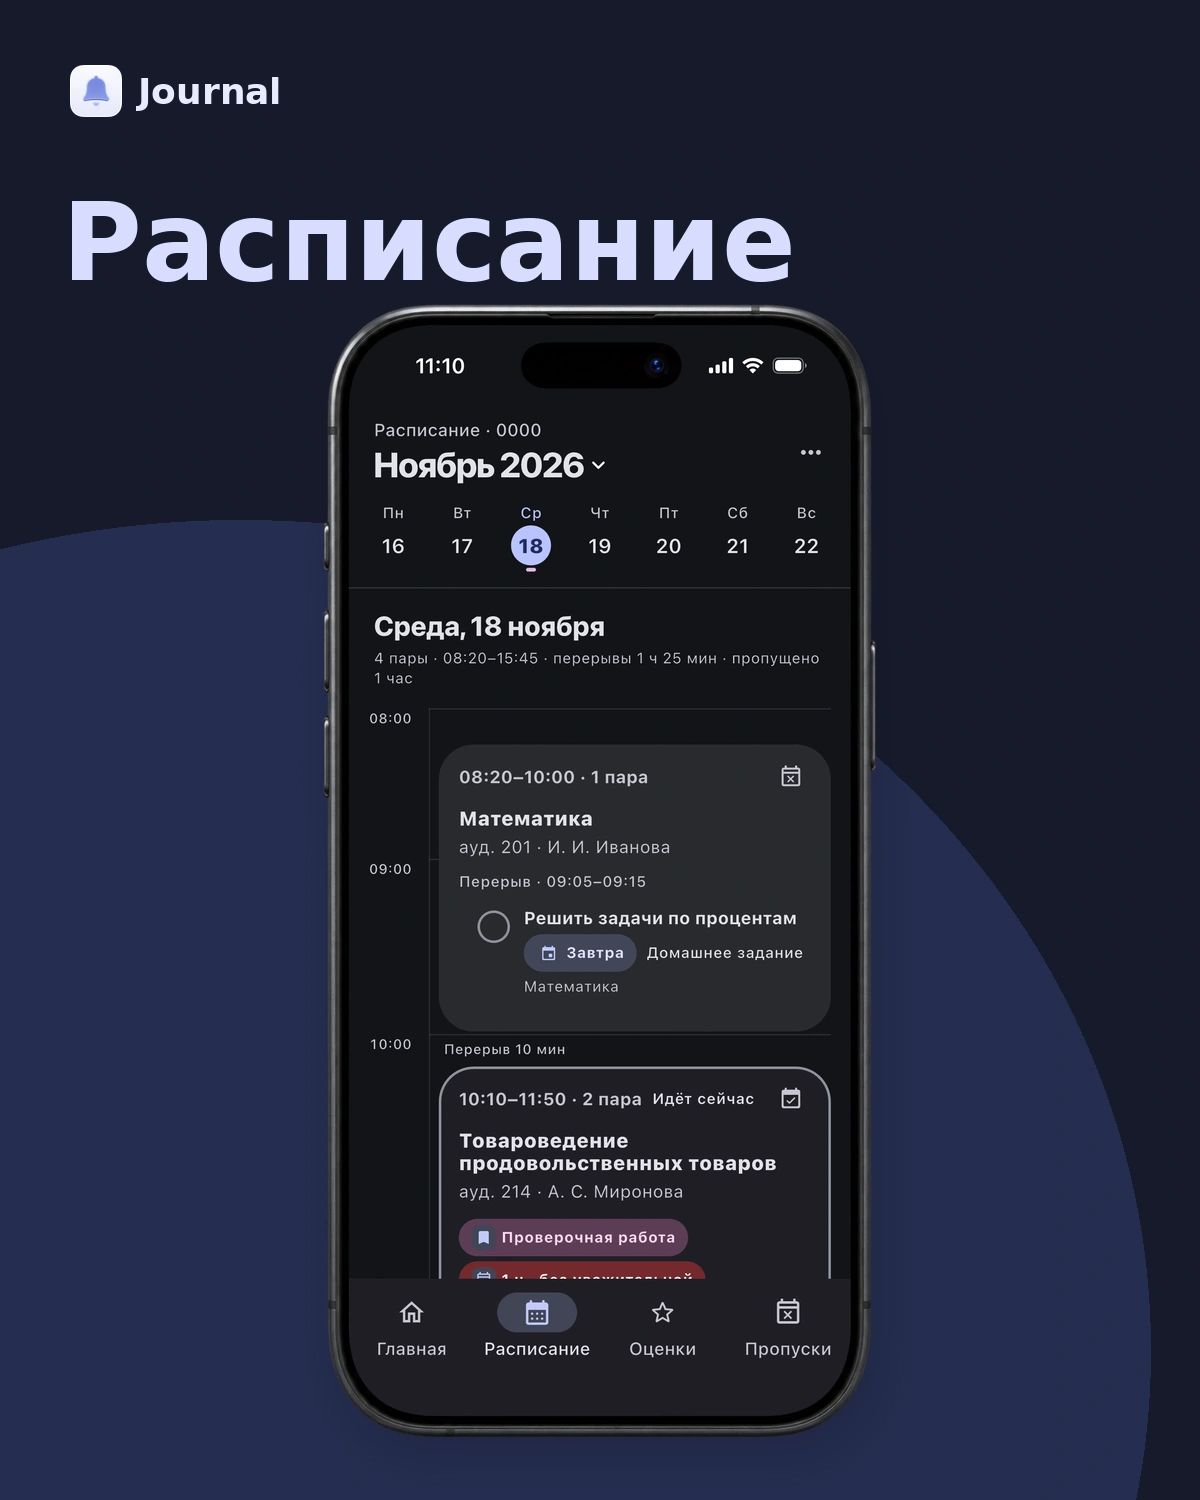 Journal
Расписание
11:10
Расписание · 0000
Ноябрь 2026
Пн Вт Ср Чт Пт Сб Вс
16 17 18 19 20 21 22
Среда, 18 ноября
4 пары · 08:20–15:45 · перерывы 1 ч 25 мин · пропущено
1 час
08:00
08:20–10:00 · 1 пара
Математика
ауд. 201 · И. И. Иванова
09:00
Перерыв · 09:05–09:15
Решить задачи по процентам
Завтра Домашнее задание
Математика
10:00
Перерыв 10 мин
10:10–11:50 · 2 пара Идёт сейчас
Товароведение
продовольственных товаров
ауд. 214 · А. С. Миронова
Проверочная работа
Главная Расписание Оценки Пропуски